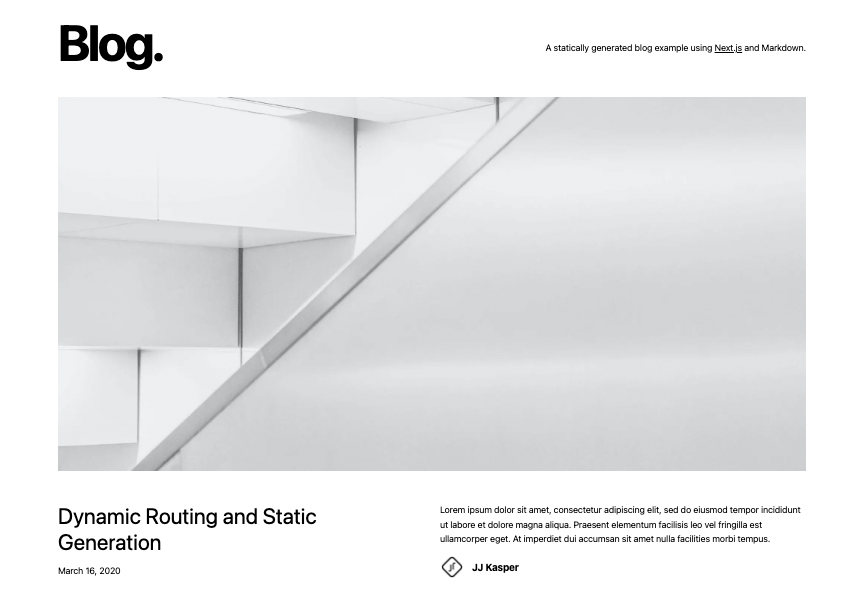 Blog.
A statically generated blog example using Next.js and Markdown.
Dynamic Routing and Static
Generation
March 16, 2020
Lorem ipsum dolor sit amet, consectetur adipiscing elit, sed do eiusmod tempor incididunt
ut labore et dolore magna aliqua. Praesent elementum facilisis leo vel fringilla est
ullamcorper eget. At imperdiet dui accumsan sit amet nulla facilities morbi tempus.
JJ Kasper